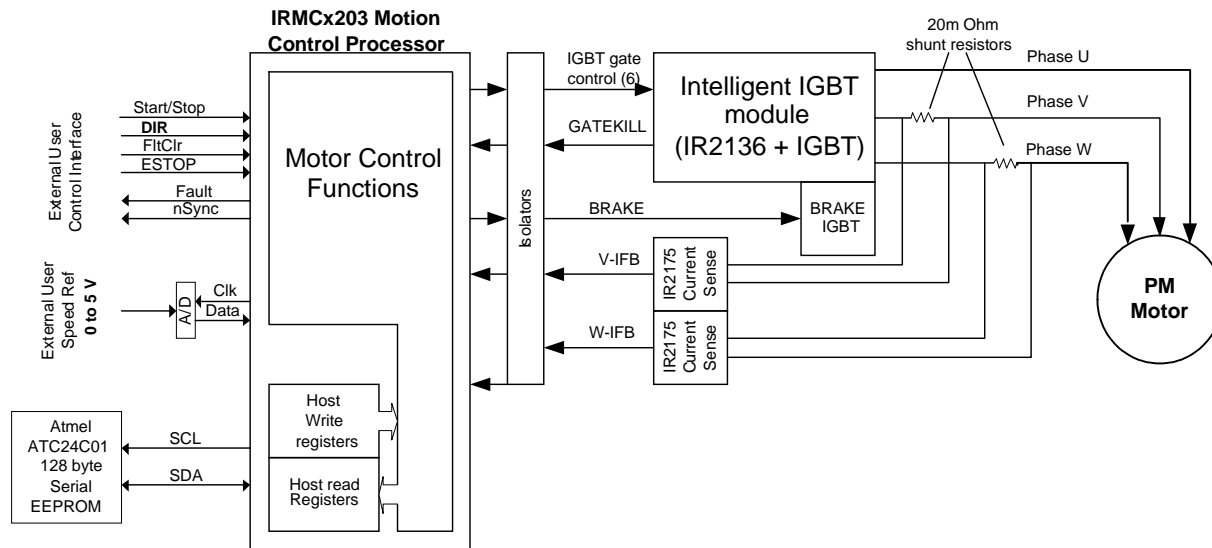 IRMCx203 Motion
Control Processor
20m Ohm
shunt resistors
Phase U
Phase V
Phase W
IGBT gate
control (6)
GATEKILL
Intelligent IGBT
module
(IR2136 + IGBT)
Start/Stop
DIR
FltClr
ESTOP
Fault
nSync
External User
Control Interface
Motor Control
Functions
Isolators
BRAKE
BRAKE
IGBT
V-IFB
IR2175
Current
Sense
W-IFB
IR2175
Current
Sense
PM
Motor
External User
Speed Ref
0 to 5 V
A/D
Clk
Data
Host
Write
registers
Host read
Registers
Atmel
ATC24C01
128 byte
Serial
EEPROM
SCL
SDA